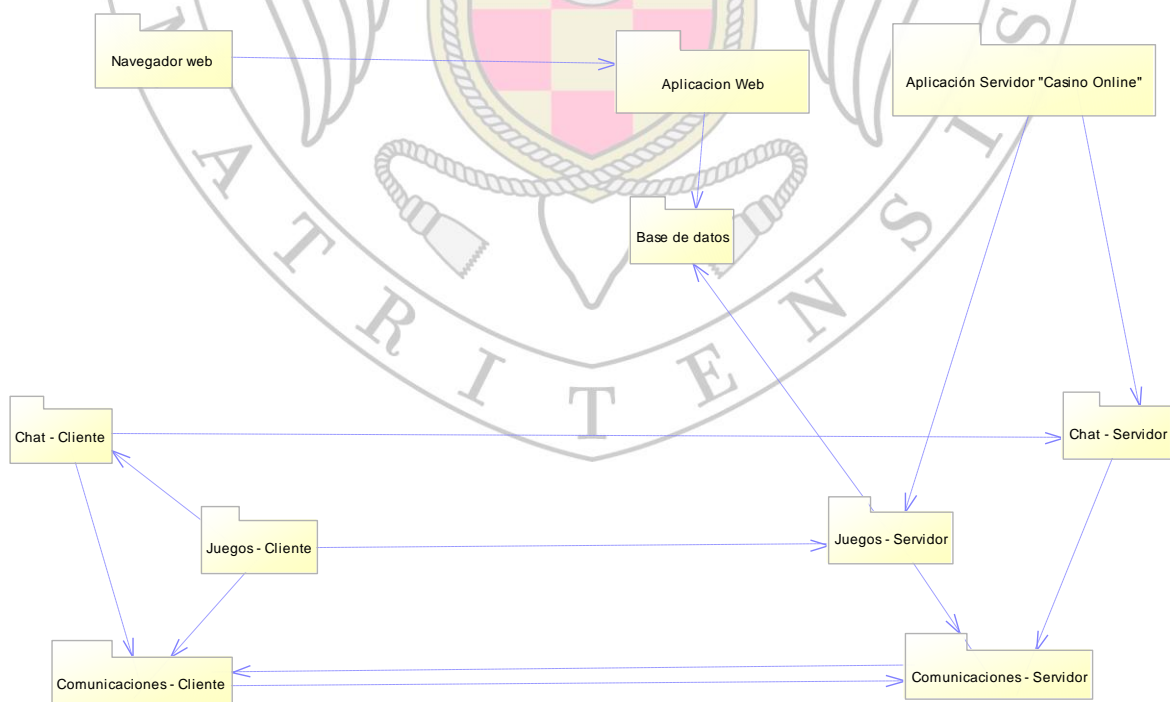 Navegador web
Aplicacion Web
Aplicación Servidor "Casino Online"
Base de datos
Chat - Cliente
Chat - Servidor
Juegos - Cliente
Juegos - Servidor
Comunicaciones - Cliente
Comunicaciones - Servidor
A T R I T E N S I S